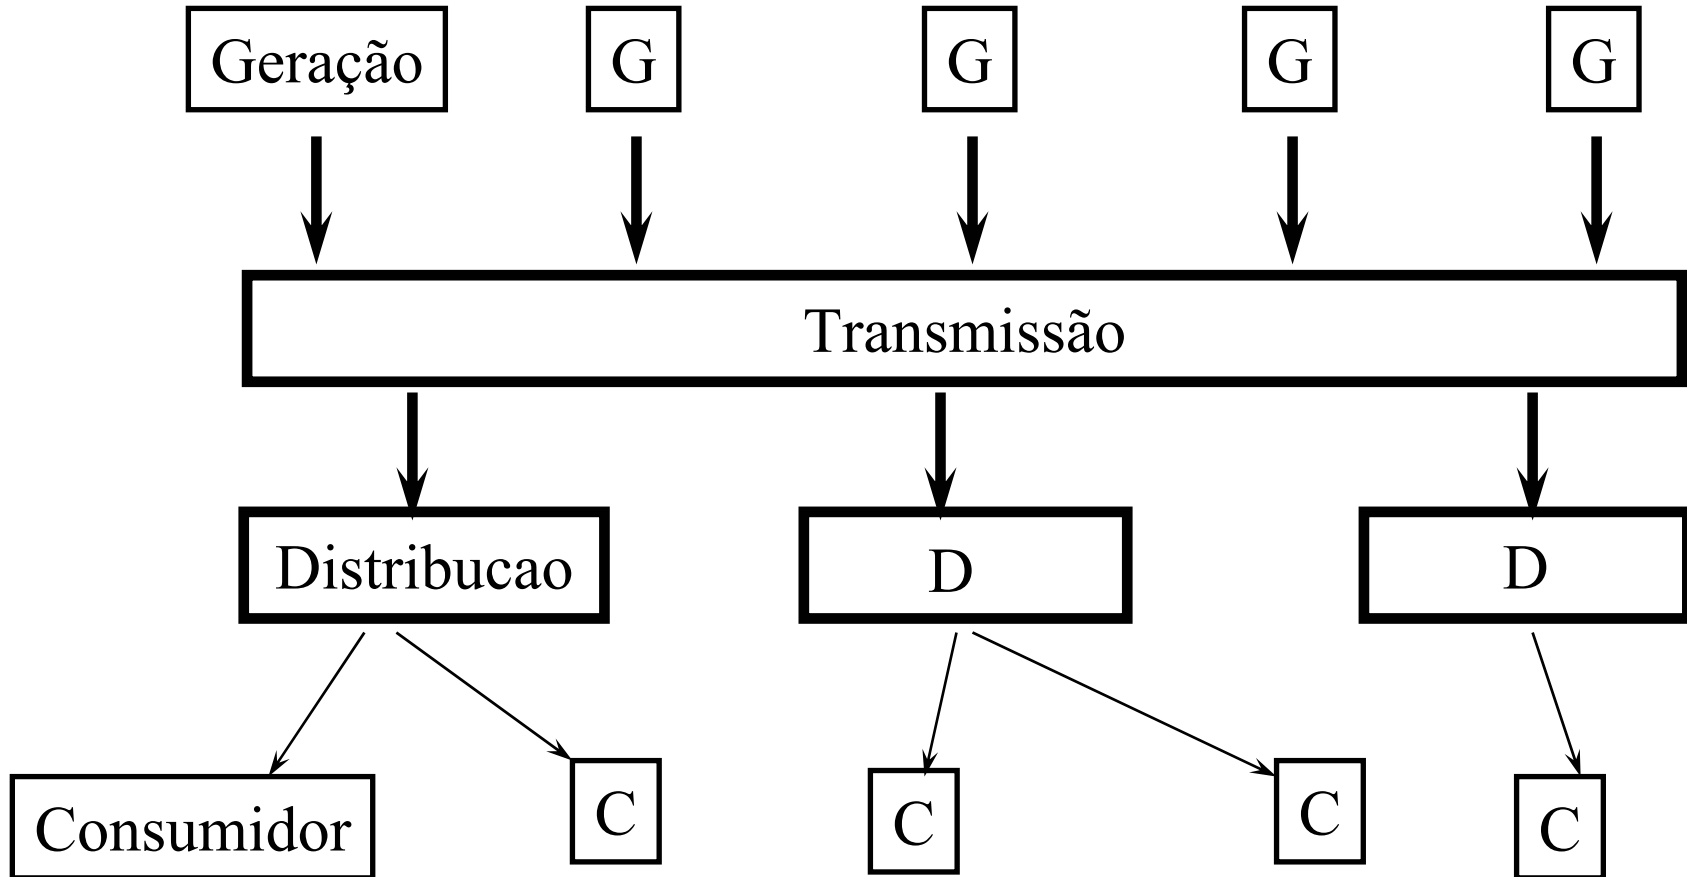 Geração
G
G
G
G
Transmissão
Distribucao
D
D
Consumidor
C
C
C
C